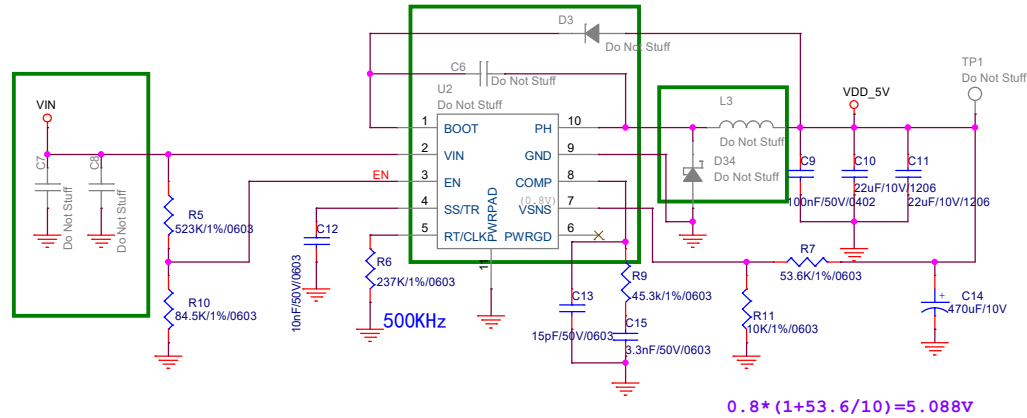 D3
Do Not Stuff
C6
Do Not Stuff
U2
Do Not Stuff
TP1
Do Not Stuff
VIN
VDD_5V
L3
Do Not Stuff
1 BOOT PH 10
2 VIN GND 9
3 EN COMP 8
4 SS/TR VSNS 7
5 RT/CLK PWRGD 6
PWRPAD
11
(0.8V)
EN
C7
Do Not Stuff
C8
Do Not Stuff
D34
Do Not Stuff
C9
100nF/50V/0402
C10
22uF/10V/1206
C11
22uF/10V/1206
R5
523K/1%/0603
C12
10nF/50V/0603
R6
237K/1%/0603
R7
53.6K/1%/0603
R9
45.3k/1%/0603
R10
84.5K/1%/0603
500KHz
C13
15pF/50V/0603
C15
3.3nF/50V/0603
R11
10K/1%/0603
+
C14
470uF/10V
0.8*(1+53.6/10)=5.088V